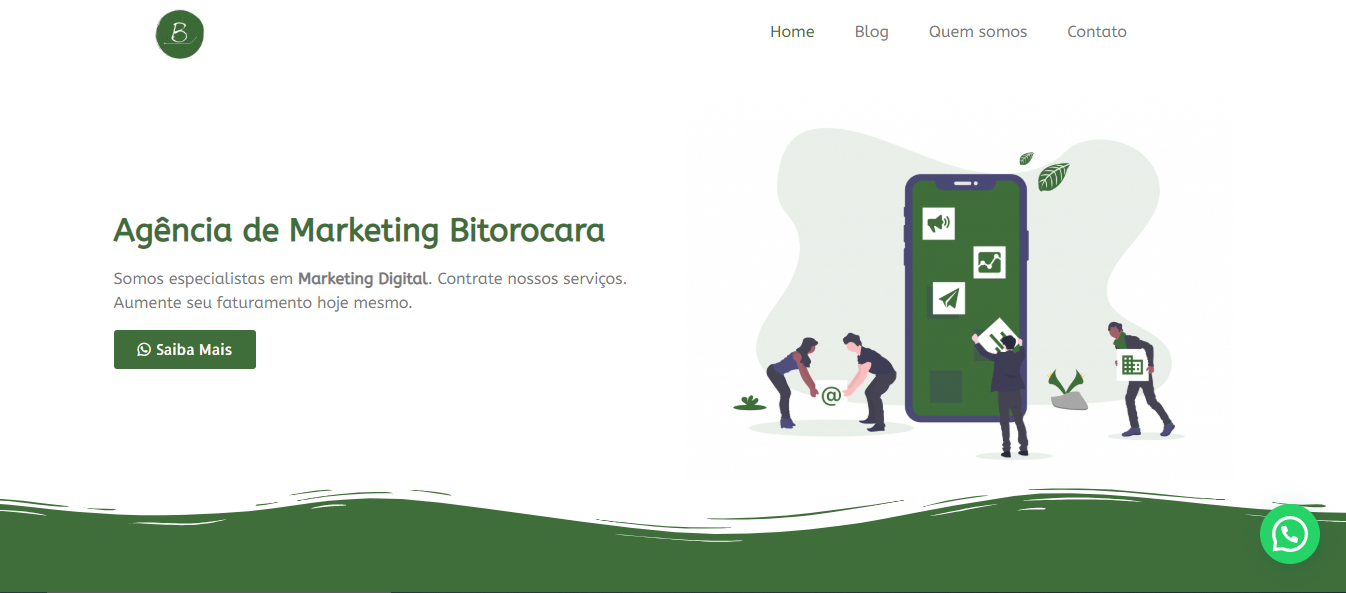 B
Home Blog Quem somos Contato
Agência de Marketing Bitorocara
Somos especialistas em Marketing Digital. Contrate nossos serviços.
Aumente seu faturamento hoje mesmo.
Saiba Mais
@